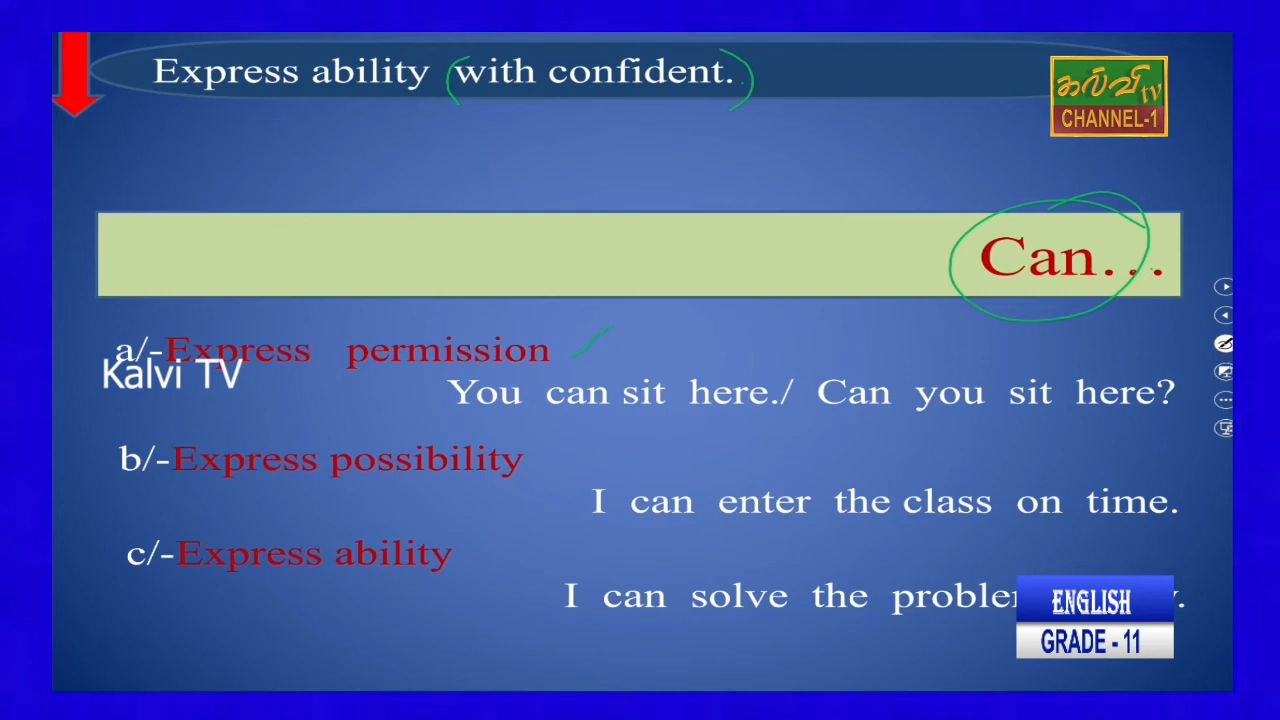 Express ability with confident.
கல்வி tv
CHANNEL-1
Can...
a/-Express permission
Kalvi TV
You can sit here./ Can you sit here?
b/-Express possibility
I can enter the class on time.
c/-Express ability
I can solve the
ENGLISH
GRADE - 11